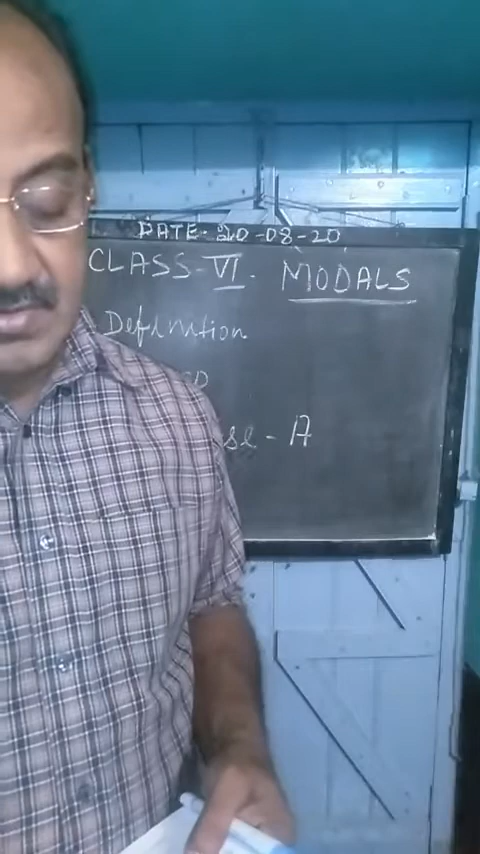 DATE. 20-08-20
CLASS-VI. MODALS
Definition
- A